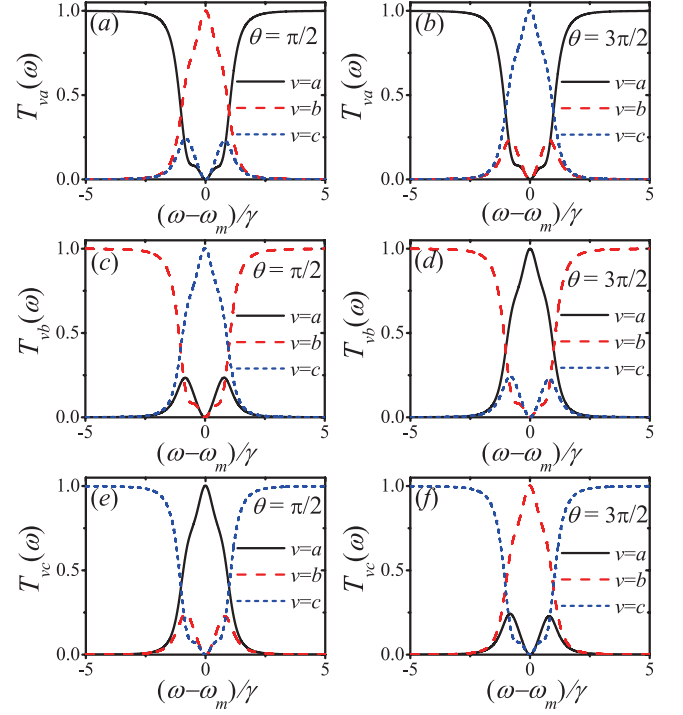 (a) θ = π/2
T_va(ω)
1.0
0.5
0.0
v=a
v=b
v=c
-5 0 5
(ω−ω_m)/γ
(b) θ = 3π/2
T_va(ω)
1.0
0.5
0.0
v=a
v=b
v=c
-5 0 5
(ω−ω_m)/γ
(c) θ = π/2
T_vb(ω)
1.0
0.5
0.0
v=a
v=b
v=c
-5 0 5
(ω−ω_m)/γ
(d) θ = 3π/2
T_vb(ω)
1.0
0.5
0.0
v=a
v=b
v=c
-5 0 5
(ω−ω_m)/γ
(e) θ = π/2
T_vc(ω)
1.0
0.5
0.0
v=a
v=b
v=c
-5 0 5
(ω−ω_m)/γ
(f) θ = 3π/2
T_vc(ω)
1.0
0.5
0.0
v=a
v=b
v=c
-5 0 5
(ω−ω_m)/γ